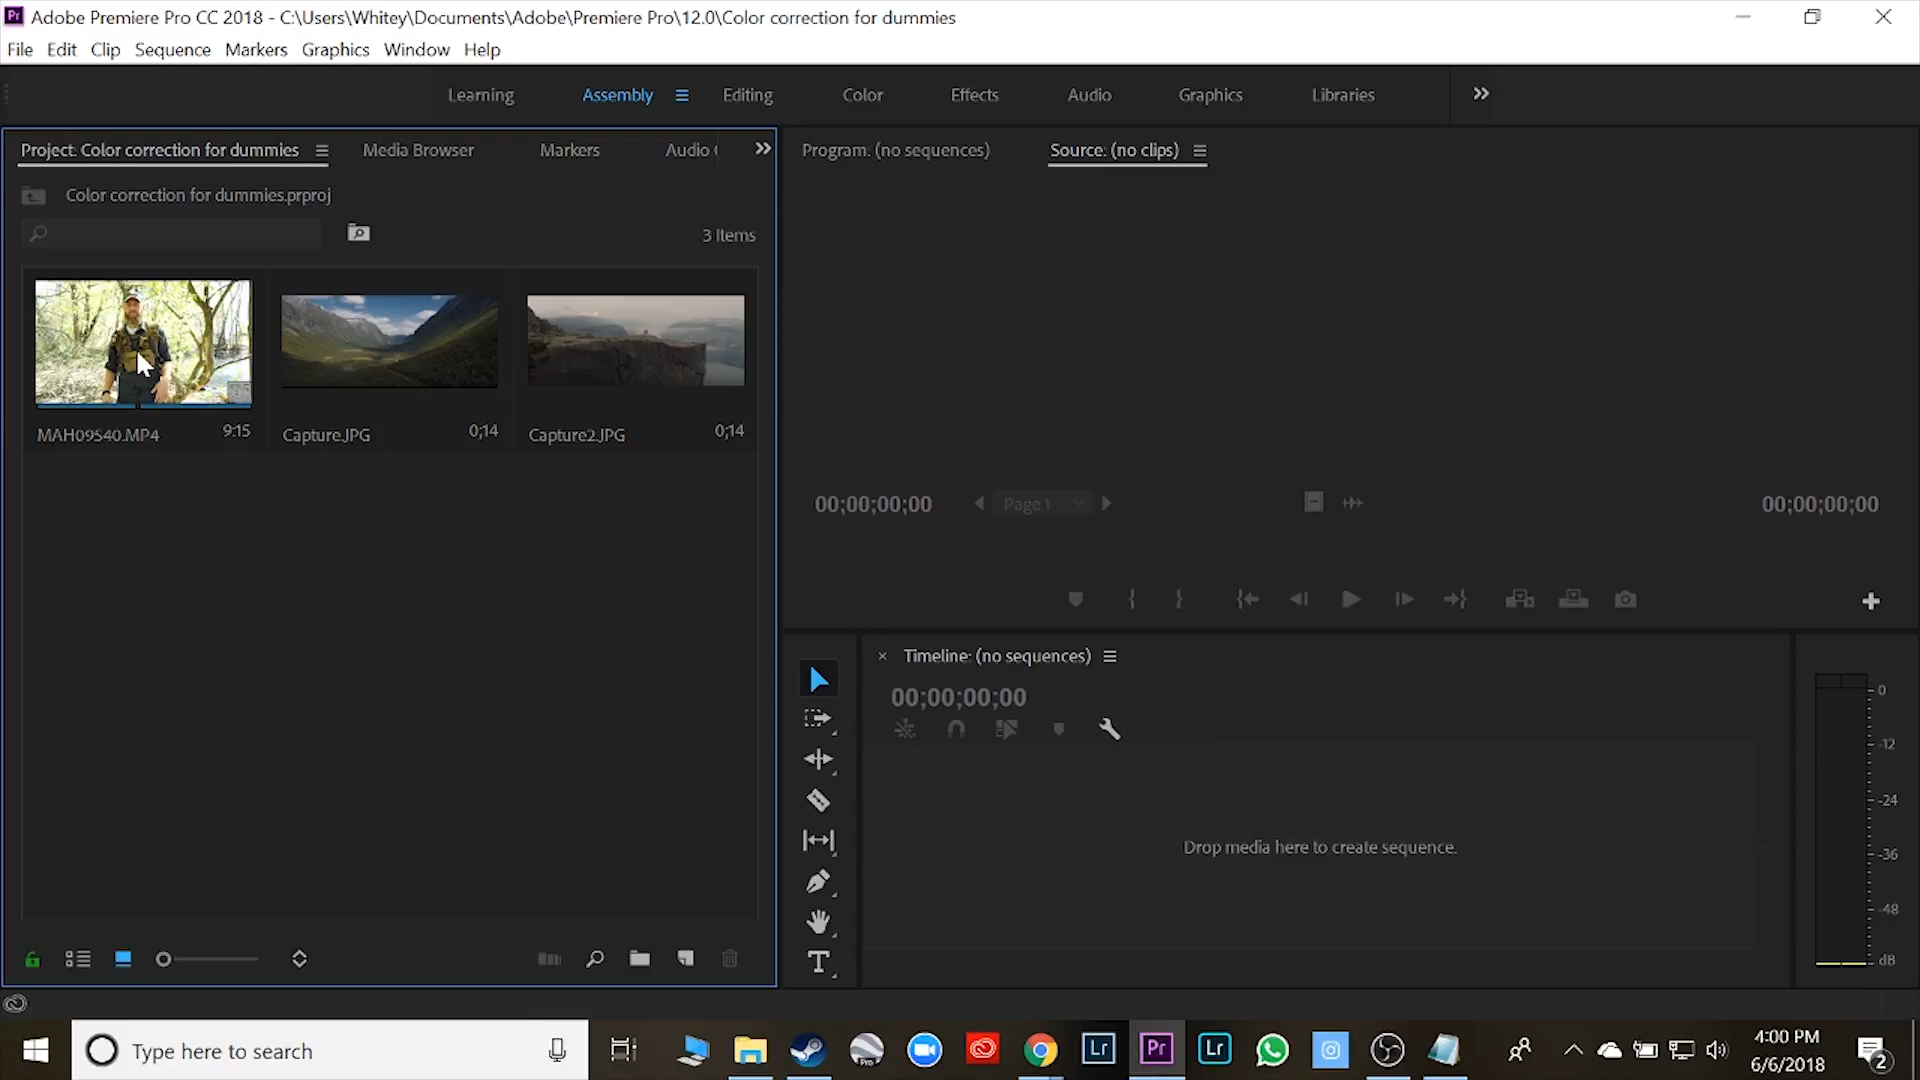 Adobe Premiere Pro CC 2018 - C:\Users\Whitey\Documents\Adobe\Premiere Pro\12.0\Color correction for dummies
File Edit Clip Sequence Markers Graphics Window Help
Learning Assembly Editing Color Effects Audio Graphics Libraries
Project: Color correction for dummies Media Browser Markers Audio
Program: (no sequences) Source: (no clips)
Color correction for dummies.prproj
3 Items
MAH09540.MP4 9:15 Capture.JPG 0;14 Capture2.JPG 0;14
00;00;00;00 Page 1 00;00;00;00
Timeline: (no sequences)
00;00;00;00
0
-12
-24
-36
-48
dB
Drop media here to create sequence.
Type here to search
Pro
Lr
Pr
Lr
4:00 PM
6/6/2018
2